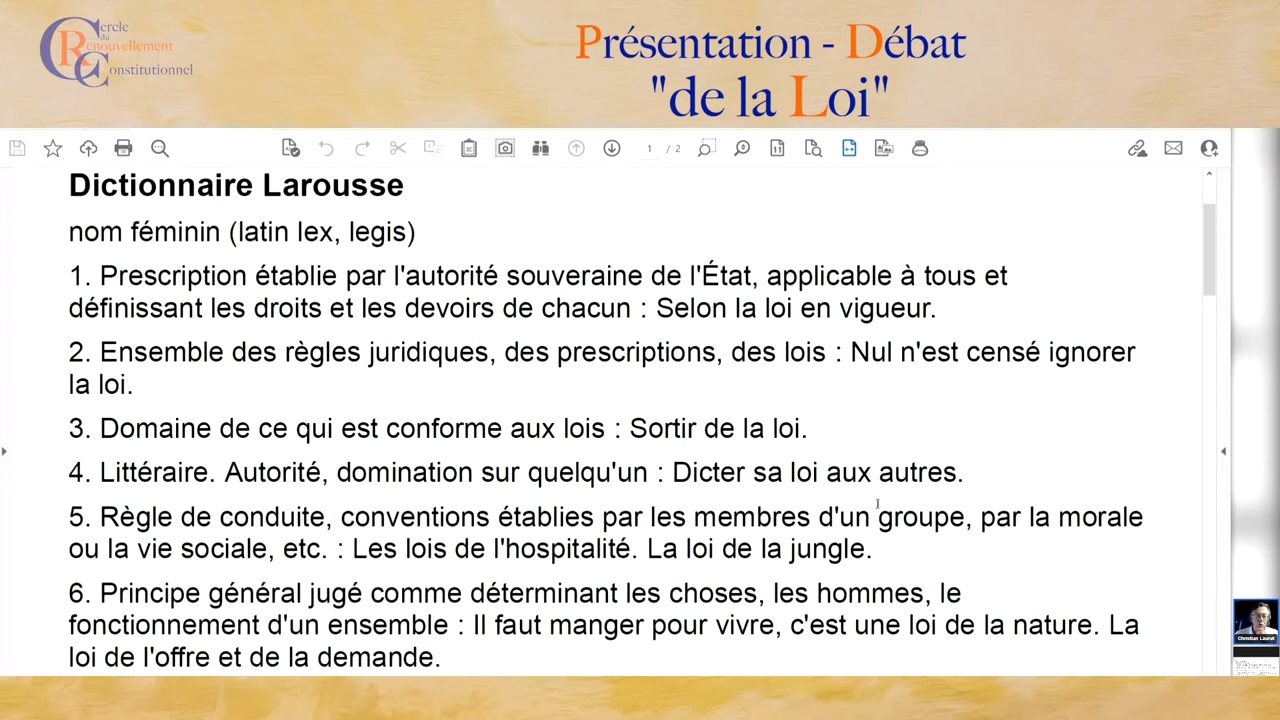 Cercle
du
Renouvellement
Constitutionnel
Présentation - Débat
"de la Loi"
1 / 2
Dictionnaire Larousse
nom féminin (latin lex, legis)
1. Prescription établie par l'autorité souveraine de l'État, applicable à tous et
définissant les droits et les devoirs de chacun : Selon la loi en vigueur.
2. Ensemble des règles juridiques, des prescriptions, des lois : Nul n'est censé ignorer
la loi.
3. Domaine de ce qui est conforme aux lois : Sortir de la loi.
4. Littéraire. Autorité, domination sur quelqu'un : Dicter sa loi aux autres.
5. Règle de conduite, conventions établies par les membres d'un groupe, par la morale
ou la vie sociale, etc. : Les lois de l'hospitalité. La loi de la jungle.
6. Principe général jugé comme déterminant les choses, les hommes, le
fonctionnement d'un ensemble : Il faut manger pour vivre, c'est une loi de la nature. La
loi de l'offre et de la demande.
Christian Laurut